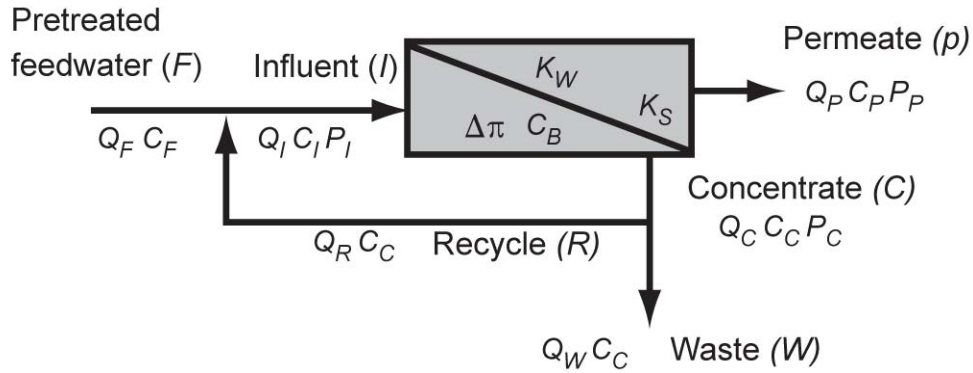 Pretreated
feedwater (F)
Influent (I)
Permeate (p)
K_W
K_S
Δπ C_B
Q_F C_F
Q_I C_I P_I
Q_P C_P P_P
Concentrate (C)
Q_C C_C P_C
Q_R C_C
Recycle (R)
Q_W C_C
Waste (W)